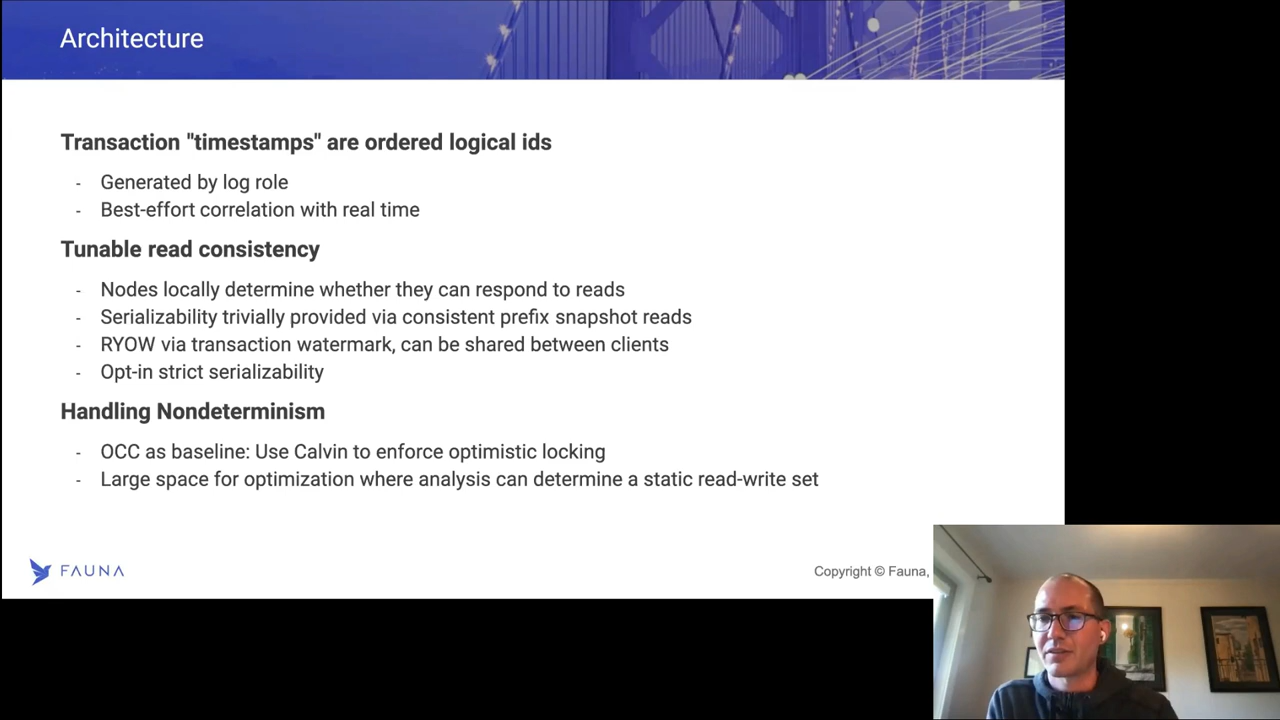 Architecture
Transaction "timestamps" are ordered logical ids
- Generated by log role
- Best-effort correlation with real time
Tunable read consistency
- Nodes locally determine whether they can respond to reads
- Serializability trivially provided via consistent prefix snapshot reads
- RYOW via transaction watermark, can be shared between clients
- Opt-in strict serializability
Handling Nondeterminism
- OCC as baseline: Use Calvin to enforce optimistic locking
- Large space for optimization where analysis can determine a static read-write set
FAUNA
Copyright © Fauna,